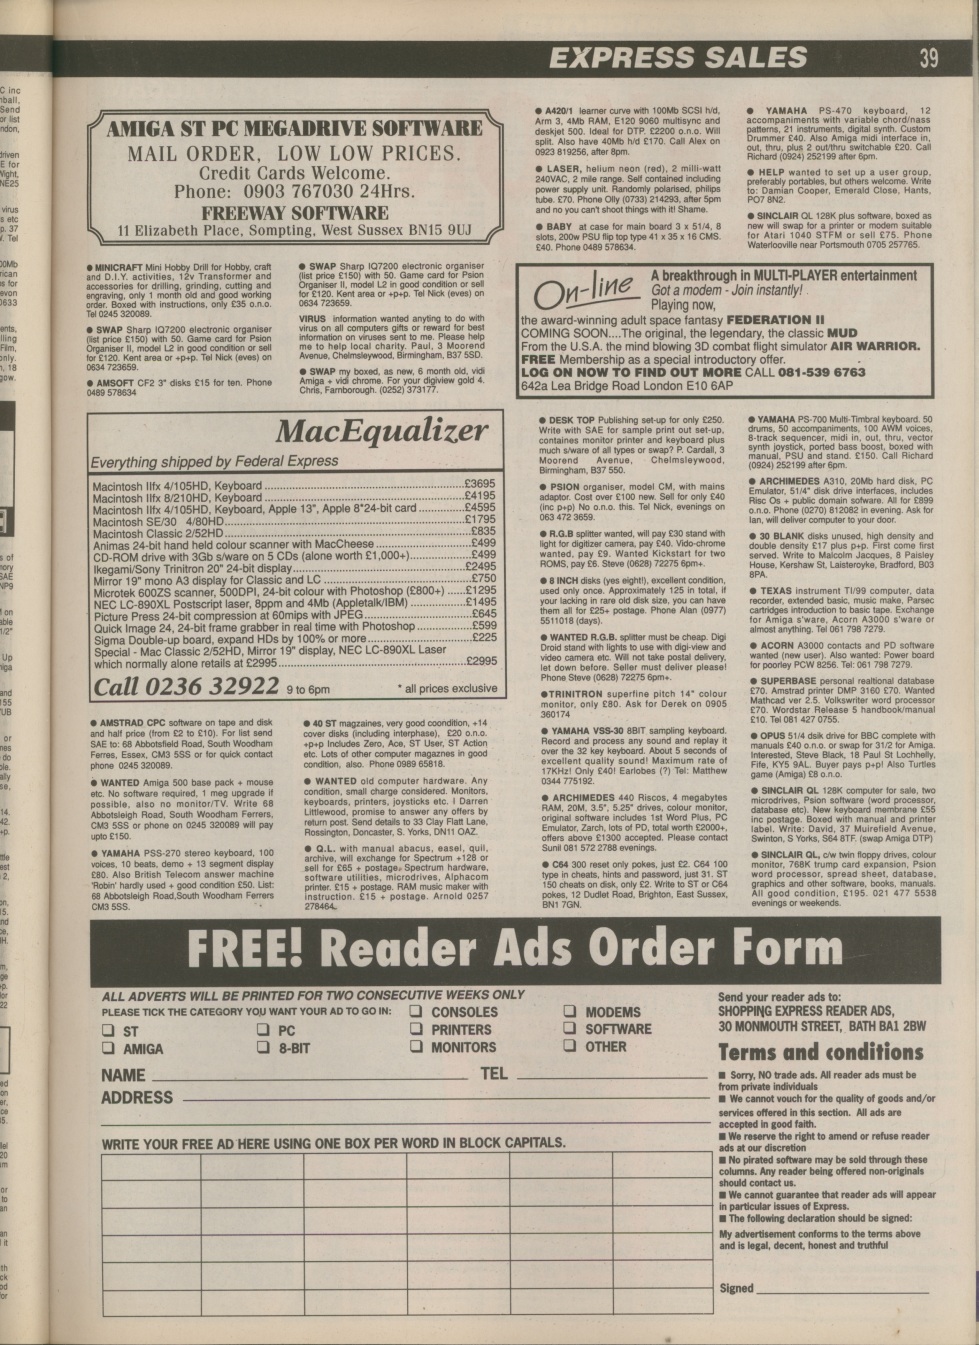 EXPRESS SALES 39
AMIGA ST PC MEGADRIVE SOFTWARE
MAIL ORDER, LOW LOW PRICES.
Credit Cards Welcome.
Phone: 0903 767030 24Hrs.
FREEWAY SOFTWARE
11 Elizabeth Place, Sompting, West Sussex BN15 9UJ
● MINICRAFT Mini Hobby Drill for Hobby, craft
and D.I.Y. activities, 12v Transformer and
accessories for drilling, grinding, cutting and
engraving, only 1 month old and good working
order. Boxed with instructions, only £35 o.n.o.
Tel 0245 320089.
● SWAP Sharp IQ7200 electronic organiser
(list price £150) with 50. Game card for Psion
Organiser II, model L2 in good condition or sell
for £120. Kent area or +p+p. Tel Nick (eves) on
0634 723659.
● AMSOFT CF2 3" disks £15 for ten. Phone
0489 578634
● SWAP Sharp IQ7200 electronic organiser
(list price £150) with 50. Game card for Psion
Organiser II, model L2 in good condition or sell
for £120. Kent area or +p+p. Tel Nick (eves) on
0634 723659.
VIRUS information wanted anyting to do with
virus on all computers gifts or reward for best
information on viruses sent to me. Please help
me to help local charity. Paul, 3 Moorend
Avenue, Chelmsleywood, Birmingham, B37 5SD.
● SWAP my boxed, as new, 6 month old, vidi
Amiga + vidi chrome. For your digiview gold 4.
Chris, Farnborough. (0252) 373177.
● A420/1 learner curve with 100Mb SCSI h/d,
Arm 3, 4Mb RAM, E120 9060 multisync and
deskjet 500. Ideal for DTP. £2200 o.n.o. Will
split. Also have 40Mb h/d £170. Call Alex on
0923 819256, after 8pm.
● LASER, helium neon (red), 2 milli-watt
240VAC, 2 mile range. Self contained including
power supply unit. Randomly polarised, philips
tube. £70. Phone Olly (0733) 214293, after 5pm
and no you can't shoot things with it! Shame.
● BABY at case for main board 3 x 51/4, 8
slots, 200w PSU flip top type 41 x 35 x 16 CMS.
£40. Phone 0489 578634.
● YAMAHA PS-470 keyboard, 12
accompaniments with variable chord/nass
patterns, 21 instruments, digital synth. Custom
Drummer £40. Also Amiga midi interface in,
out, thru, plus 2 out/thru switchable £20. Call
Richard (0924) 252199 after 6pm.
● HELP wanted to set up a user group,
preferably portables, but others welcome. Write
to: Damian Cooper, Emerald Close, Hants,
PO7 8N2.
● SINCLAIR QL 128K plus software, boxed as
new will swap for a printer or modem suitable
for Atari 1040 STFM or sell £75. Phone
Waterlooville near Portsmouth 0705 257765.
On-line
A breakthrough in MULTI-PLAYER entertainment
Got a modem - Join instantly!
Playing now,
the award-winning adult space fantasy FEDERATION II
COMING SOON....The original, the legendary, the classic MUD
From the U.S.A. the mind blowing 3D combat flight simulator AIR WARRIOR.
FREE Membership as a special introductory offer.
LOG ON NOW TO FIND OUT MORE CALL 081-539 6763
642a Lea Bridge Road London E10 6AP
MacEqualizer
Everything shipped by Federal Express
Macintosh IIfx 4/105HD, Keyboard £3695
Macintosh IIfx 8/210HD, Keyboard £4195
Macintosh IIfx 4/105HD, Keyboard, Apple 13", Apple 8*24-bit card £4595
Macintosh SE/30 4/80HD £1795
Macintosh Classic 2/52HD £835
Animas 24-bit hand held colour scanner with MacCheese £499
CD-ROM drive with 3Gb s/ware on 5 CDs (alone worth £1,000+) £499
Ikegami/Sony Trinitron 20" 24-bit display £2495
Mirror 19" mono A3 display for Classic and LC £750
Microtek 600ZS scanner, 500DPI, 24-bit colour with Photoshop (£800+) £1295
NEC LC-890XL Postscript laser, 8ppm and 4Mb (Appletalk/IBM) £1495
Picture Press 24-bit compression at 60mips with JPEG £645
Quick Image 24, 24-bit frame grabber in real time with Photoshop £599
Sigma Double-up board, expand HDs by 100% or more £225
Special - Mac Classic 2/52HD, Mirror 19" display, NEC LC-890XL Laser
which normally alone retails at £2995 £2995
Call 0236 32922 9 to 6pm * all prices exclusive
● AMSTRAD CPC software on tape and disk
and half price (from £2 to £10). For list send
SAE to: 68 Abbotsfield Road, South Woodham
Ferres, Essex, CM3 5SS or for quick contact
phone 0245 320089.
● WANTED Amiga 500 base pack + mouse
etc. No software required, 1 meg upgrade if
possible, also no monitor/TV. Write 68
Abbotsleigh Road, South Woodham Ferrers,
CM3 5SS or phone on 0245 320089 will pay
upto £150.
● YAMAHA PSS-270 stereo keyboard, 100
voices, 10 beats, demo + 13 segment display
£80. Also British Telecom answer machine
'Robin' hardly used + good condition £50. List:
68 Abbotsleigh Road,South Woodham Ferrers
CM3 5SS.
● 40 ST magzaines, very good coondition, +14
cover disks (including interphase), £20 o.n.o.
+p+p Includes Zero, Ace, ST User, ST Action
etc. Lots of other computer magaznes in good
condition, also. Phone 0989 65818.
● WANTED old computer hardware. Any
condition, small charge considered. Monitors,
keyboards, printers, joysticks etc. I Darren
Littlewood, promise to answer any offers by
return post. Send details to 33 Clay Flatt Lane,
Rossington, Doncaster, S. Yorks, DN11 OAZ.
● Q.L. with manual abacus, easel, quil,
archive, will exchange for Spectrum +128 or
sell for £65 + postage. Spectrum hardware,
software utilities, microdrives, Alphacom
printer. £15 + postage. RAM music maker with
instruction. £15 + postage. Arnold 0257
278464.
● DESK TOP Publishing set-up for only £250.
Write with SAE for sample print out set-up,
containes monitor printer and keyboard plus
much s/ware of all types or swap? P. Cardall, 3
Moorend Avenue, Chelmsleywood,
Birmingham, B37 550.
● PSION organiser, model CM, with mains
adaptor. Cost over £100 new. Sell for only £40
(inc p+p) No o.n.o. this. Tel Nick, evenings on
063 472 3659.
● R.G.B splitter wanted, will pay £30 stand with
light for digitizer camera, pay £40. Vido-chrome
wanted, pay £9. Wanted Kickstart for two
ROMS, pay £6. Steve (0628) 72275 6pm+.
● 8 INCH disks (yes eight!), excellent condition,
used only once. Approximately 125 in total, if
your lacking in rare old disk size, you can have
them all for £25+ postage. Phone Alan (0977)
5511018 (days).
● WANTED R.G.B. splitter must be cheap. Digi
Droid stand with lights to use with digi-view and
video camera etc. Will not take postal delivery,
let down before. Seller must deliver please!
Phone Steve (0628) 72275 6pm+.
●TRINITRON superfine pitch 14" colour
monitor, only £80. Ask for Derek on 0905
360174
● YAMAHA VSS-30 8BIT sampling keyboard.
Record and process any sound and replay it
over the 32 key keyboard. About 5 seconds of
excellent quality sound! Maximum rate of
17KHz! Only £40! Earlobes (?) Tel: Matthew
0344 775192.
● ARCHIMEDES 440 Riscos, 4 megabytes
RAM, 20M, 3.5", 5.25" drives, colour monitor,
original software includes 1st Word Plus, PC
Emulator, Zarch, lots of PD, total worth £2000+,
offers above £1300 accepted. Please contact
Sunil 081 572 2788 evenings.
● C64 300 reset only pokes, just £2. C64 100
type in cheats, hints and password, just 31. ST
150 cheats on disk, only £2. Write to ST or C64
pokes, 12 Dudlet Road, Brighton, East Sussex,
BN1 7GN.
● YAMAHA PS-700 Multi-Timbral keyboard. 50
drums, 50 accompaniments, 100 AWM voices,
8-track sequencer, midi in, out, thru, vector
synth joystick, ported bass boost, boxed with
manual, PSU and stand. £150. Call Richard
(0924) 252199 after 6pm.
● ARCHIMEDES A310, 20Mb hard disk, PC
Emulator, 51/4" disk drive interfaces, includes
Risc Os + public domain sofware. All for £899
o.n.o. Phone (0270) 812082 in evening. Ask for
Ian, will deliver computer to your door.
● 30 BLANK disks unused, high density and
double density £17 plus p+p. First come first
served. Write to Malcolm Jacques, 8 Paisley
House, Kershaw St, Laisteroyke, Bradford, B03
8PA.
● TEXAS instrument TI/99 computer, data
recorder, extended basic, music make. Parsec
cartridges introduction to basic tape. Exchange
for Amiga s'ware, Acorn A3000 s'ware or
almost anything. Tel 061 798 7279.
● ACORN A3000 contacts and PD software
wanted (new user). Also wanted: Power board
for poorley PCW 8256. Tel: 061 798 7279.
● SUPERBASE personal realtional database
£70. Amstrad printer DMP 3160 £70. Wanted
Mathcad ver 2.5. Volkswriter word processor
£70. Wordstar Release 5 handbook/manual
£10. Tel 081 427 0755.
● OPUS 51/4 dsik drive for BBC complete with
manuals £40 o.n.o. or swap for 31/2 for Amiga.
Interested, Steve Black, 18 Paul St Lochhelly,
Fife, KY5 9AL. Buyer pays p+p! Also Turtles
game (Amiga) £8 o.n.o.
● SINCLAIR QL 128K computer for sale, two
microdrives, Psion software (word processor,
database etc). New keyboard membrane £55
inc postage. Boxed with manual and printer
label. Write: David, 37 Muirefield Avenue,
Swinton, S Yorks, S64 8TF. (swap Amiga DTP)
● SINCLAIR QL, c/w twin floppy drives, colour
monitor, 768K trump card expansion, Psion
word processor, spread sheet, database,
graphics and other software, books, manuals.
All good condition, £195. 021 477 5538
evenings or weekends.
FREE! Reader Ads Order Form
ALL ADVERTS WILL BE PRINTED FOR TWO CONSECUTIVE WEEKS ONLY
PLEASE TICK THE CATEGORY YOU WANT YOUR AD TO GO IN: ❑ CONSOLES ❑ MODEMS
❑ ST ❑ PC ❑ PRINTERS ❑ SOFTWARE
❑ AMIGA ❑ 8-BIT ❑ MONITORS ❑ OTHER
NAME TEL
ADDRESS
WRITE YOUR FREE AD HERE USING ONE BOX PER WORD IN BLOCK CAPITALS.
Send your reader ads to:
SHOPPING EXPRESS READER ADS,
30 MONMOUTH STREET, BATH BA1 2BW
Terms and conditions
■ Sorry, NO trade ads. All reader ads must be
from private individuals
■ We cannot vouch for the quality of goods and/or
services offered in this section. All ads are
accepted in good faith.
■ We reserve the right to amend or refuse reader
ads at our discretion
■ No pirated software may be sold through these
columns. Any reader being offered non-originals
should contact us.
■ We cannot guarantee that reader ads will appear
in particular issues of Express.
■ The following declaration should be signed:
My advertisement conforms to the terms above
and is legal, decent, honest and truthful
Signed